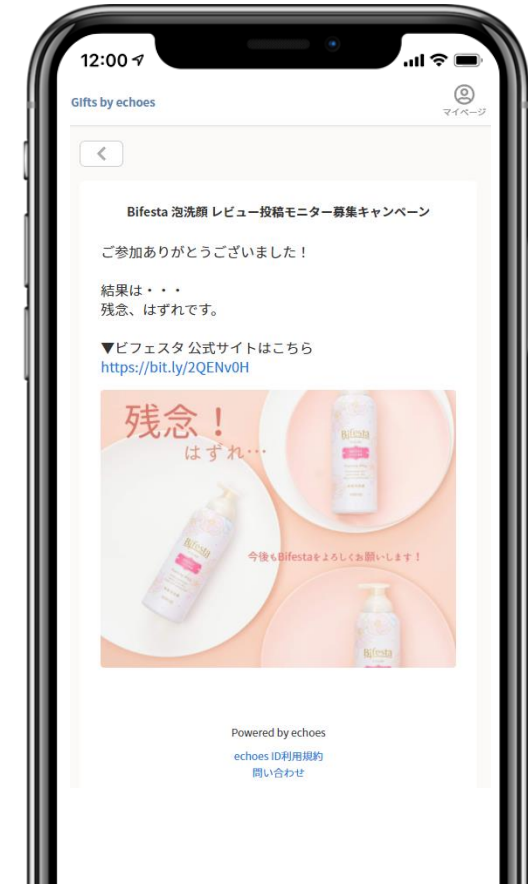 12:00
Gifts by echoes
マイページ
Bifesta 泡洗顔 レビュー投稿モニター募集キャンペーン
ご参加ありがとうございました！
結果は・・・
残念、はずれです。
▼ビフェスタ 公式サイトはこちら
https://bit.ly/2QENv0H
残念！
はずれ…
Bifesta
Bifesta
今後もBifestaをよろしくお願いします！
Bifesta
Powered by echoes
echoes ID利用規約
問い合わせ